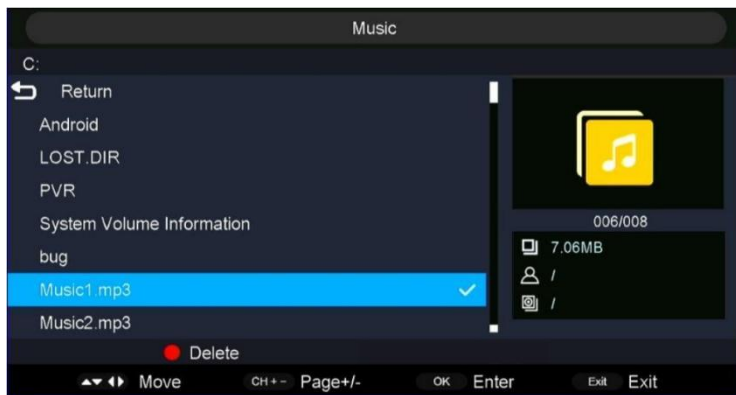 Music
C:
Return
Android
LOST.DIR
PVR
System Volume Information
bug
Music1.mp3
Music2.mp3
006/008
7.06MB
/
/
Delete
Move CH + - Page+/- OK Enter Exit Exit